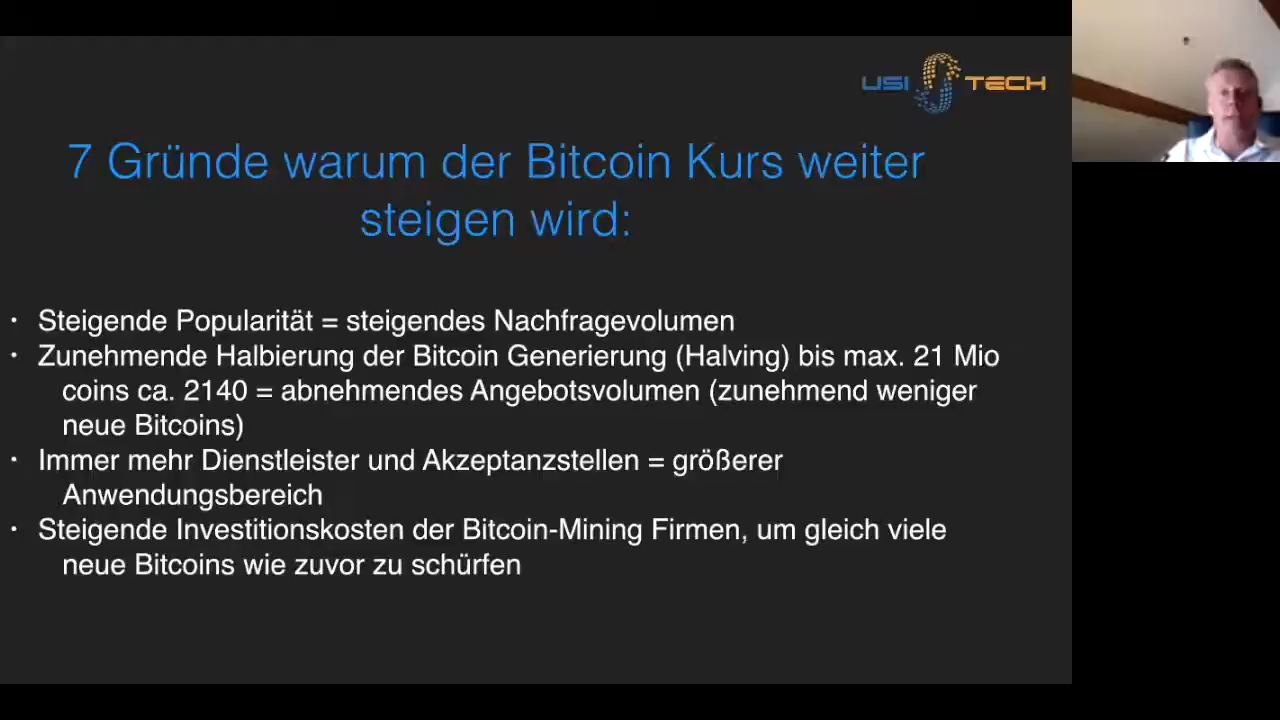 USI TECH
7 Gründe warum der Bitcoin Kurs weiter
steigen wird:
• Steigende Popularität = steigendes Nachfragevolumen
• Zunehmende Halbierung der Bitcoin Generierung (Halving) bis max. 21 Mio
coins ca. 2140 = abnehmendes Angebotsvolumen (zunehmend weniger
neue Bitcoins)
• Immer mehr Dienstleister und Akzeptanzstellen = größerer
Anwendungsbereich
• Steigende Investitionskosten der Bitcoin-Mining Firmen, um gleich viele
neue Bitcoins wie zuvor zu schürfen